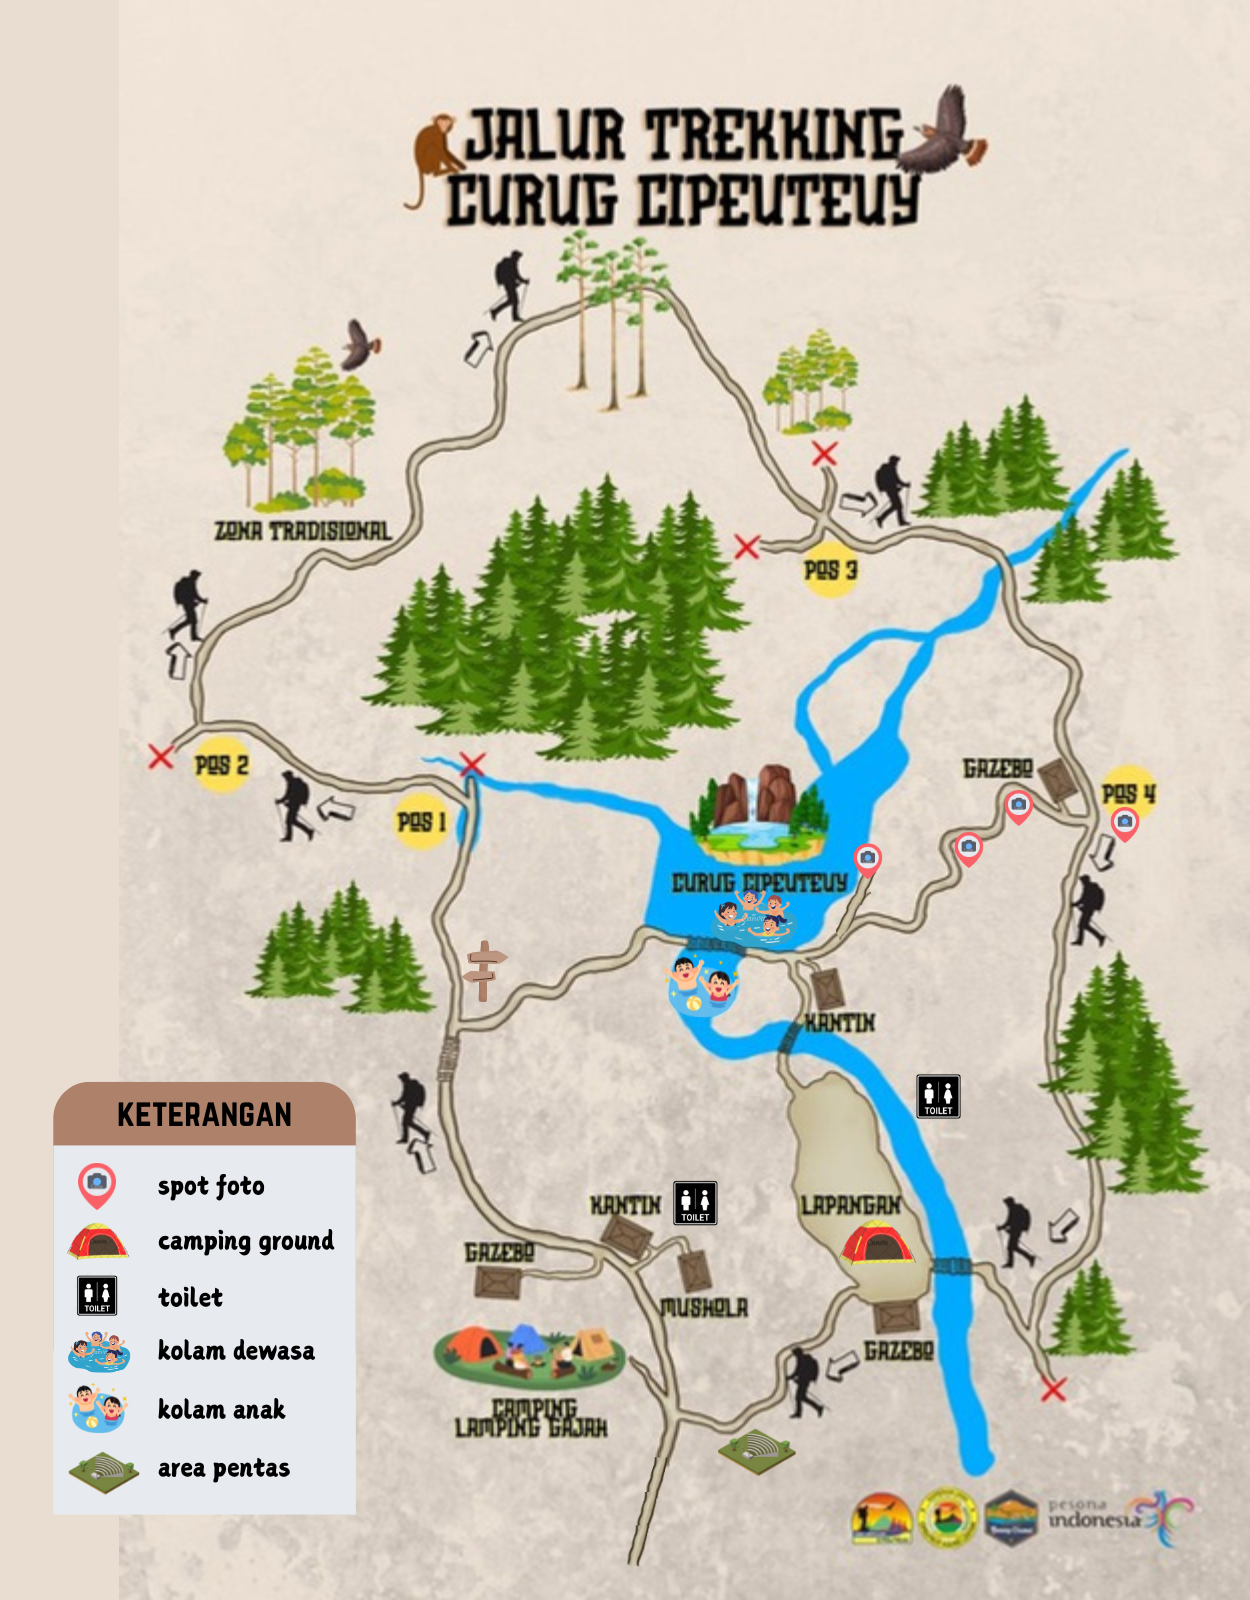 JALUR TREKKING
CURUG CIPEUTEUY
ZONA TRADISIONAL
POS 3
POS 2
GAZEBO
POS 4
POS 1
CURUG CIPEUTEUY
KANTIN
TOILET
KETERANGAN
spot foto
camping ground
TOILET
toilet
kolam dewasa
kolam anak
area pentas
KANTIN
TOILET
LAPANGAN
GAZEBO
MUSHOLA
GAZEBO
CAMPING
LAMPING GAJAH
pesona
indonesia